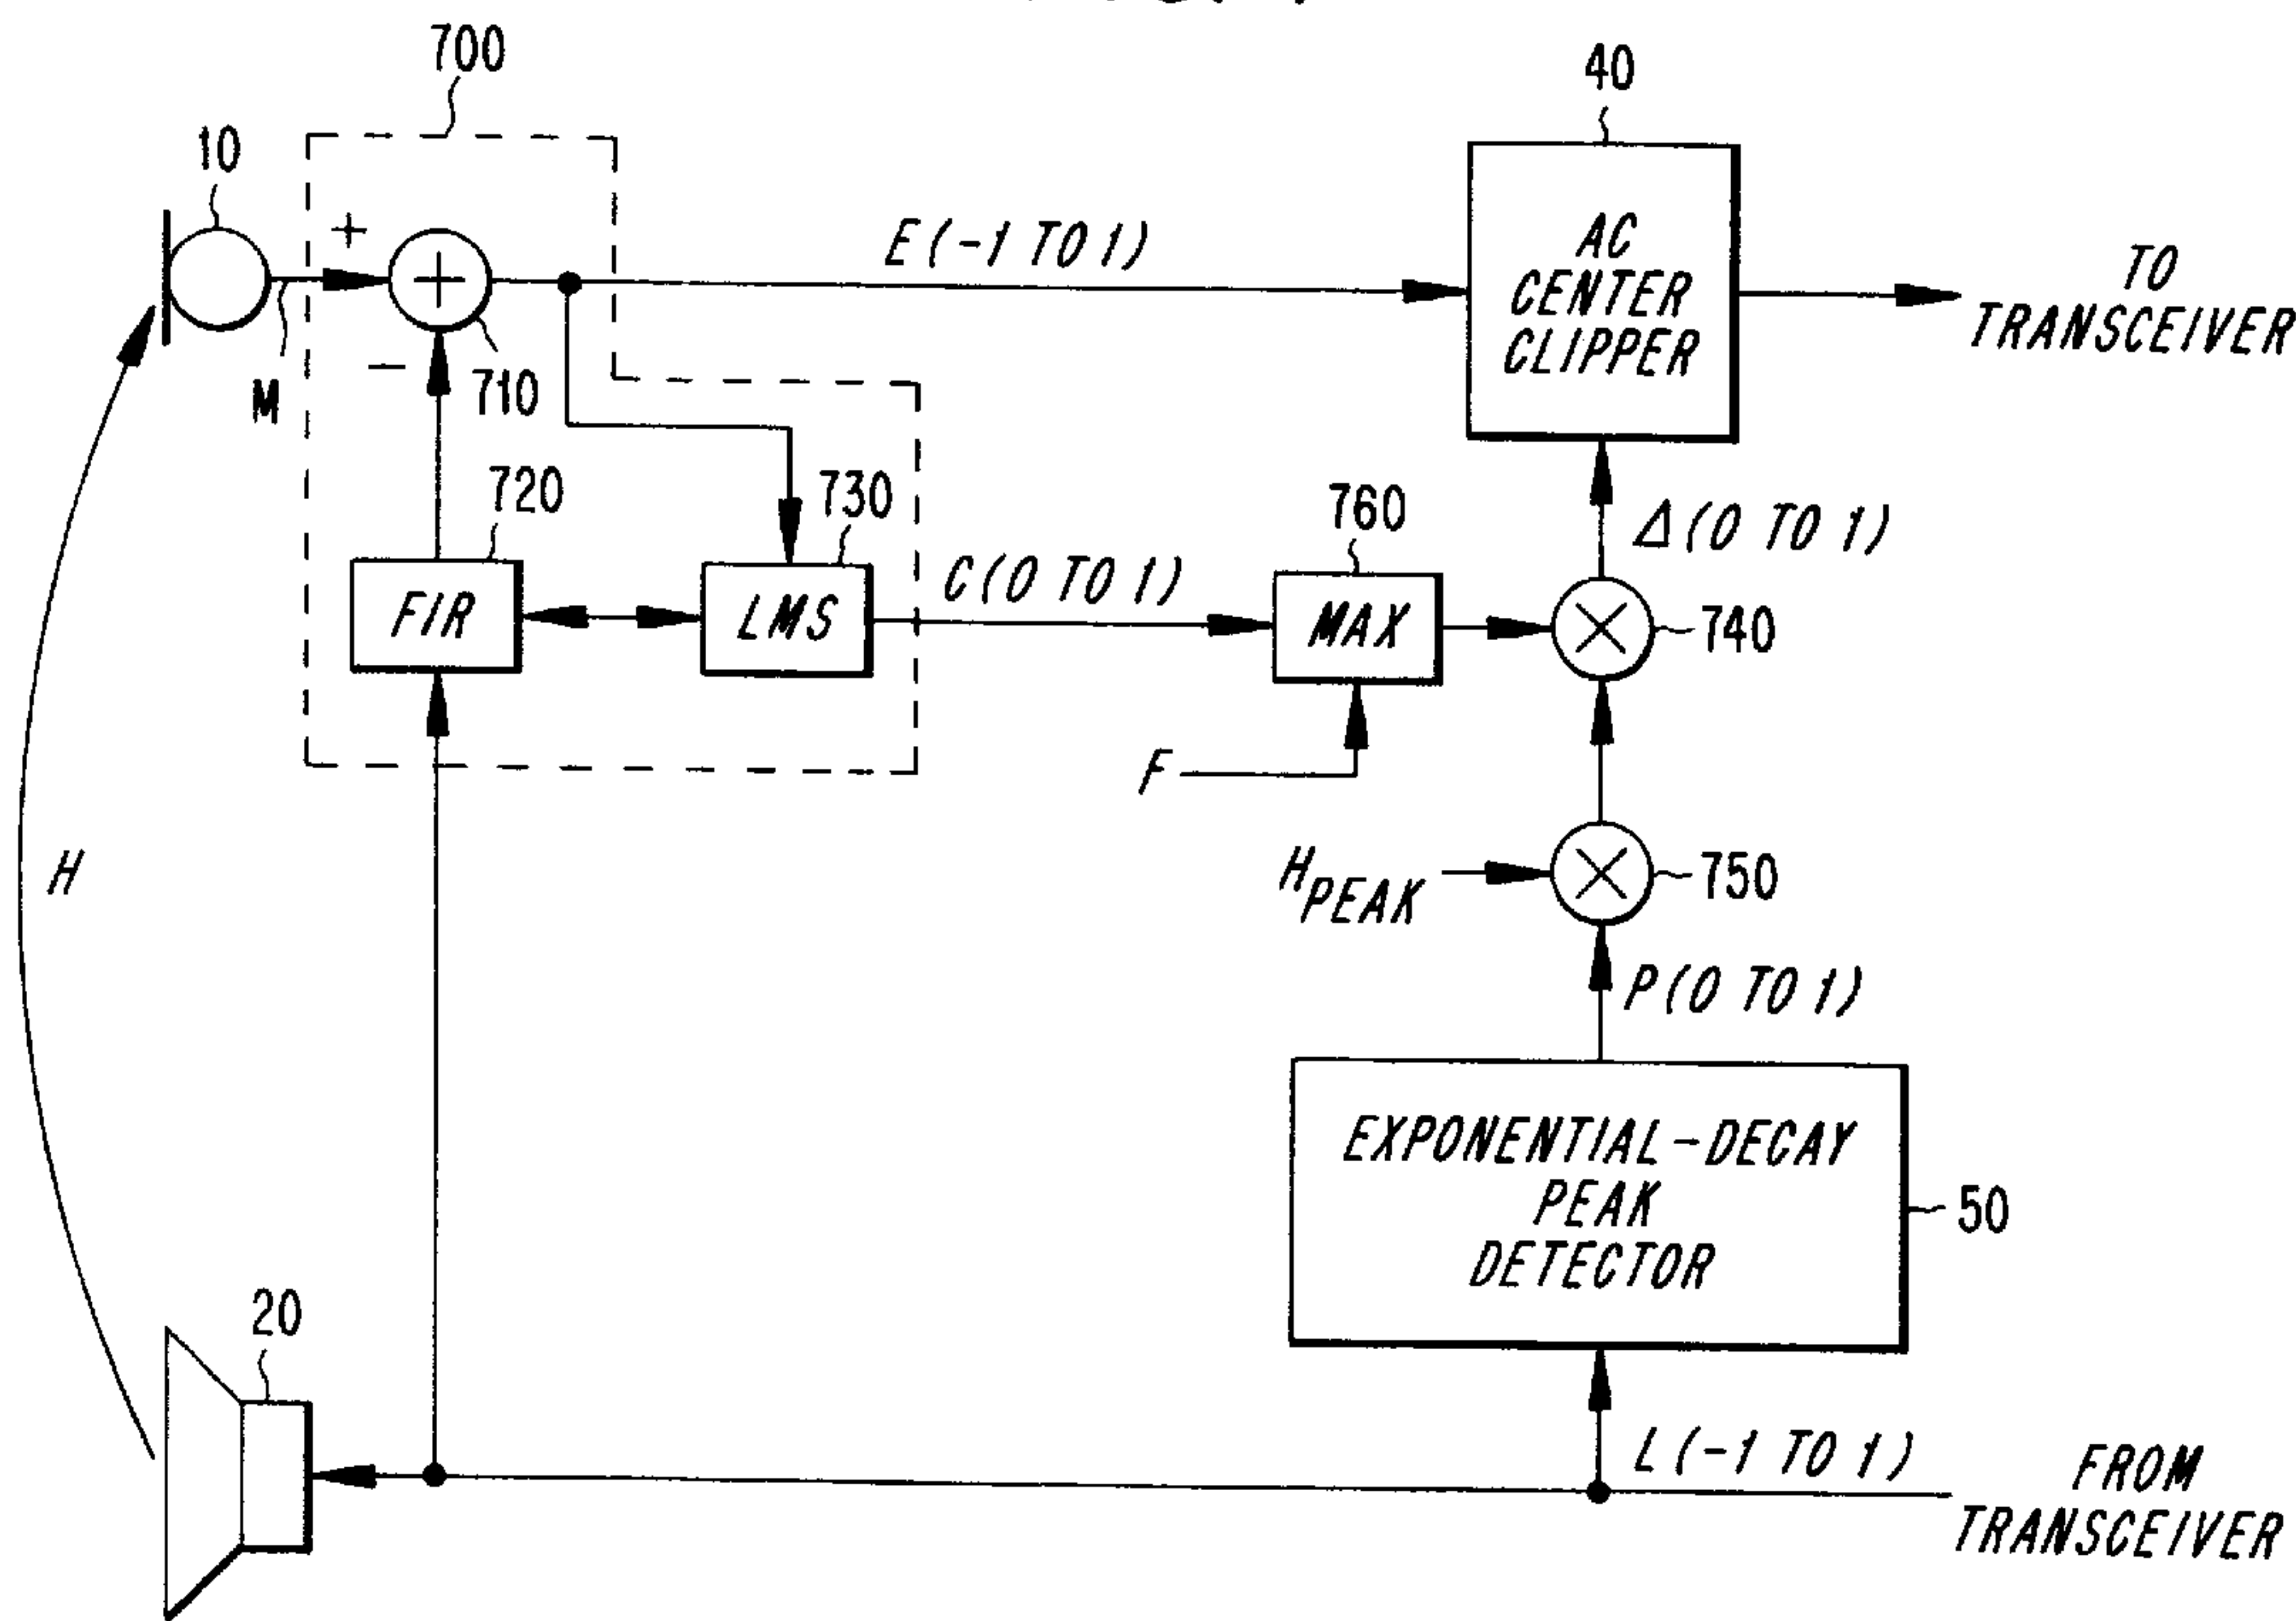 700
40
10
+
E (-1 TO 1)
AC
CENTER
CLIPPER
TO
TRANSCEIVER
M
−
710
720
730
760
Δ (0 TO 1)
FIR
LMS
C (0 TO 1)
MAX
740
F
H
H PEAK
750
P (0 TO 1)
EXPONENTIAL-DECAY
PEAK
DETECTOR
50
20
L (-1 TO 1)
FROM
TRANSCEIVER